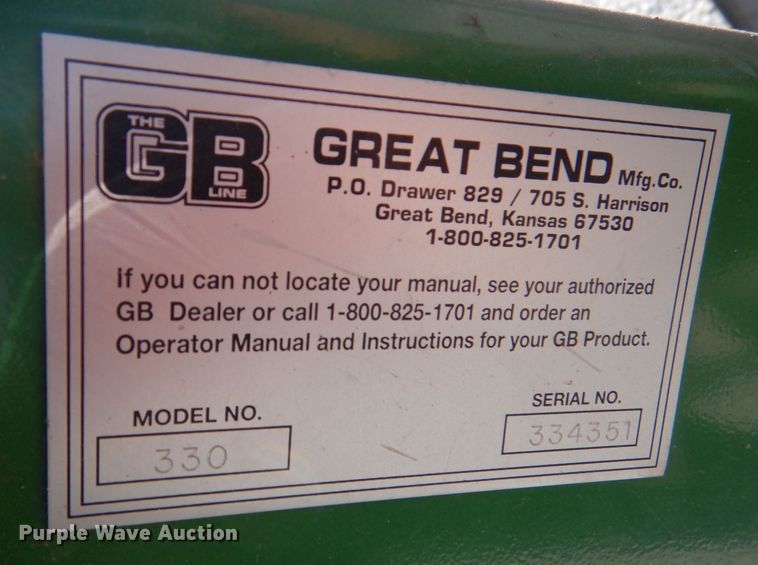 THE
GB
LINE
GREAT BEND Mfg.Co.
P.O. Drawer 829 / 705 S. Harrison
Great Bend, Kansas 67530
1-800-825-1701
If you can not locate your manual, see your authorized
GB Dealer or call 1-800-825-1701 and order an
Operator Manual and Instructions for your GB Product.
MODEL NO.
330
SERIAL NO.
334351
Purple Wave Auction®